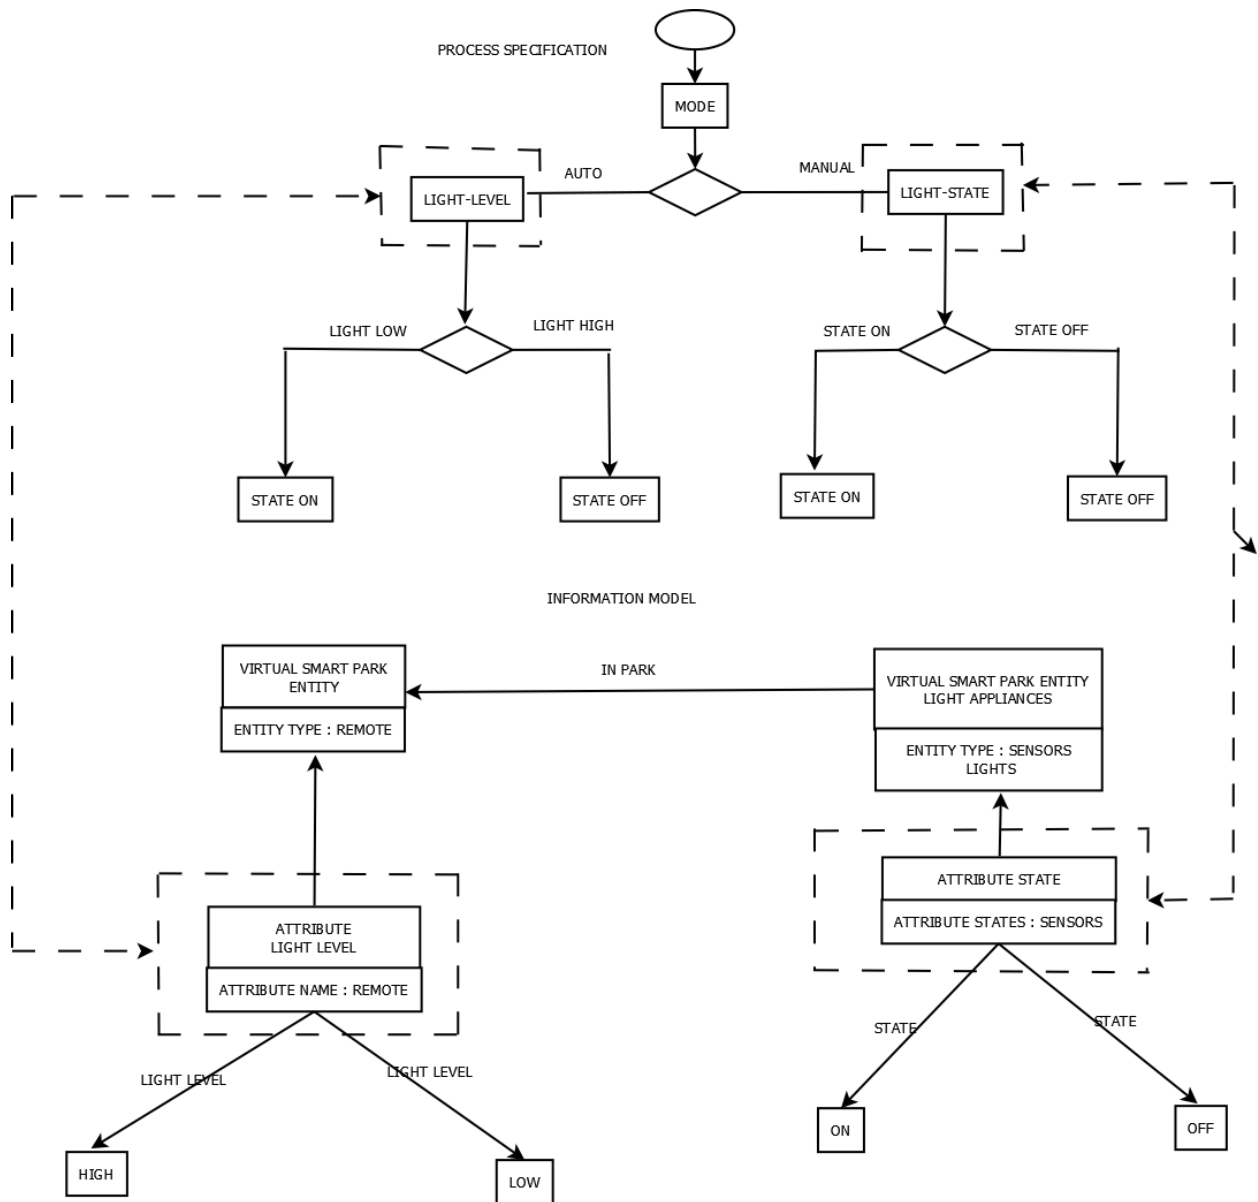 PROCESS SPECIFICATION
MODE
AUTO
MANUAL
LIGHT-LEVEL
LIGHT-STATE
LIGHT LOW
LIGHT HIGH
STATE ON
STATE OFF
STATE ON
STATE OFF
STATE ON
STATE OFF
INFORMATION MODEL
VIRTUAL SMART PARK
ENTITY
ENTITY TYPE : REMOTE
IN PARK
VIRTUAL SMART PARK ENTITY
LIGHT APPLIANCES
ENTITY TYPE : SENSORS
LIGHTS
ATTRIBUTE
LIGHT LEVEL
ATTRIBUTE NAME : REMOTE
ATTRIBUTE STATE
ATTRIBUTE STATES : SENSORS
LIGHT LEVEL
LIGHT LEVEL
STATE
STATE
HIGH
LOW
ON
OFF